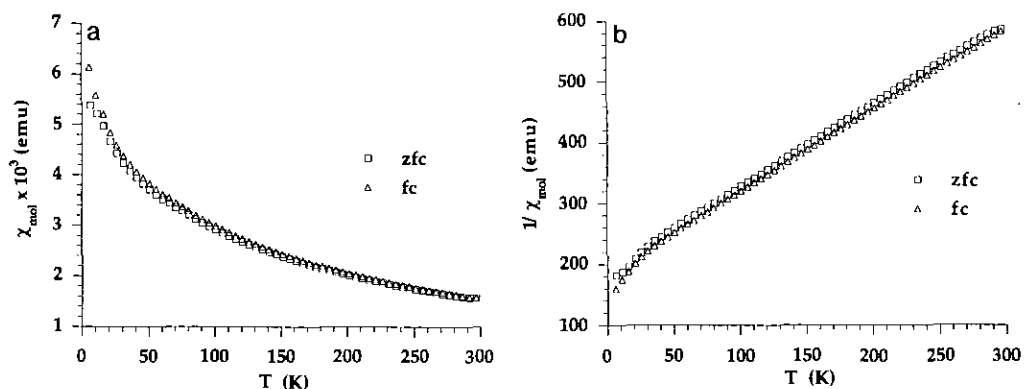 a
7
6
5
4
3
2
1
χmol x 10³ (emu)
□ zfc
△ fc
0 50 100 150 200 250 300
T (K)
b
600
500
400
300
200
100
1/ χmol (emu)
□ zfc
△ fc
0 50 100 150 200 250 300
T (K)